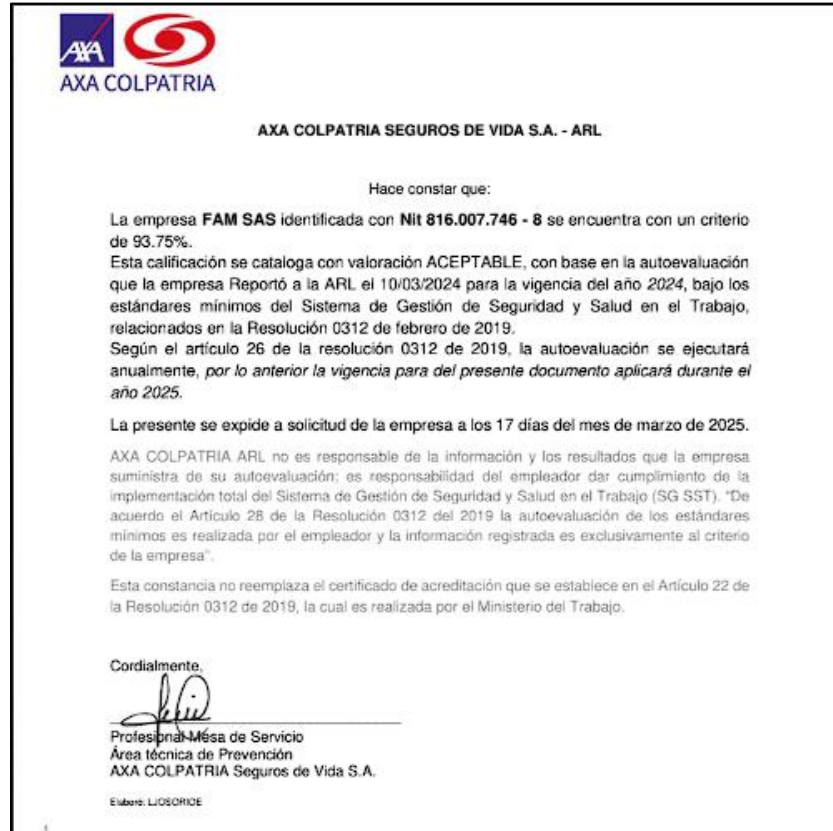 AXA
AXA COLPATRIA
AXA COLPATRIA SEGUROS DE VIDA S.A. - ARL
Hace constar que:
La empresa FAM SAS identificada con Nit 816.007.746 - 8 se encuentra con un criterio
de 93.75%.
Esta calificación se cataloga con valoración ACEPTABLE, con base en la autoevaluación
que la empresa Reportó a la ARL el 10/03/2024 para la vigencia del año 2024, bajo los
estándares mínimos del Sistema de Gestión de Seguridad y Salud en el Trabajo,
relacionados en la Resolución 0312 de febrero de 2019.
Según el artículo 26 de la resolución 0312 de 2019, la autoevaluación se ejecutará
anualmente, por lo anterior la vigencia para del presente documento aplicará durante el
año 2025.
La presente se expide a solicitud de la empresa a los 17 días del mes de marzo de 2025.
AXA COLPATRIA ARL no es responsable de la información y los resultados que la empresa
suministra de su autoevaluación; es responsabilidad del empleador dar cumplimiento de la
implementación total del Sistema de Gestión de Seguridad y Salud en el Trabajo (SG SST). "De
acuerdo el Artículo 28 de la Resolución 0312 del 2019 la autoevaluación de los estándares
mínimos es realizada por el empleador y la información registrada es exclusivamente al criterio
de la empresa".
Esta constancia no reemplaza el certificado de acreditación que se establece en el Artículo 22 de
la Resolución 0312 de 2019, la cual es realizada por el Ministerio del Trabajo.
Cordialmente,
Profesional Mesa de Servicio
Área técnica de Prevención
AXA COLPATRIA Seguros de Vida S.A.
Elaboró: LJOSORIOE